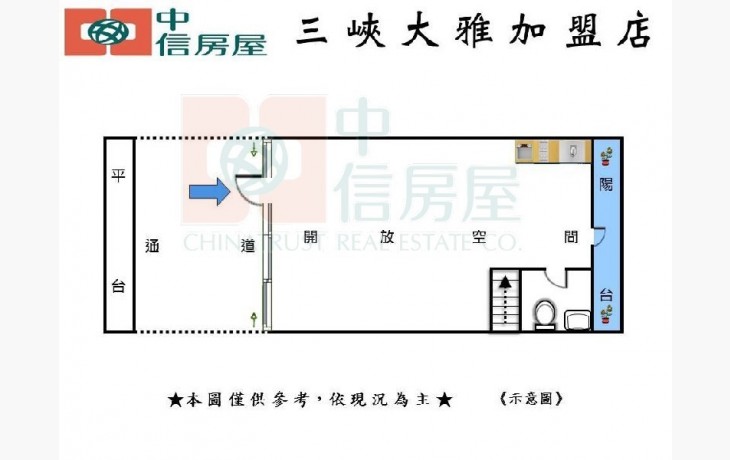 中信房屋 三峽大雅加盟店
中信房屋
CHINATRUST REAL ESTATE CO.
平台
通道
開放空間
陽台
★本圖僅供參考，依現況為主★ 《示意圖》